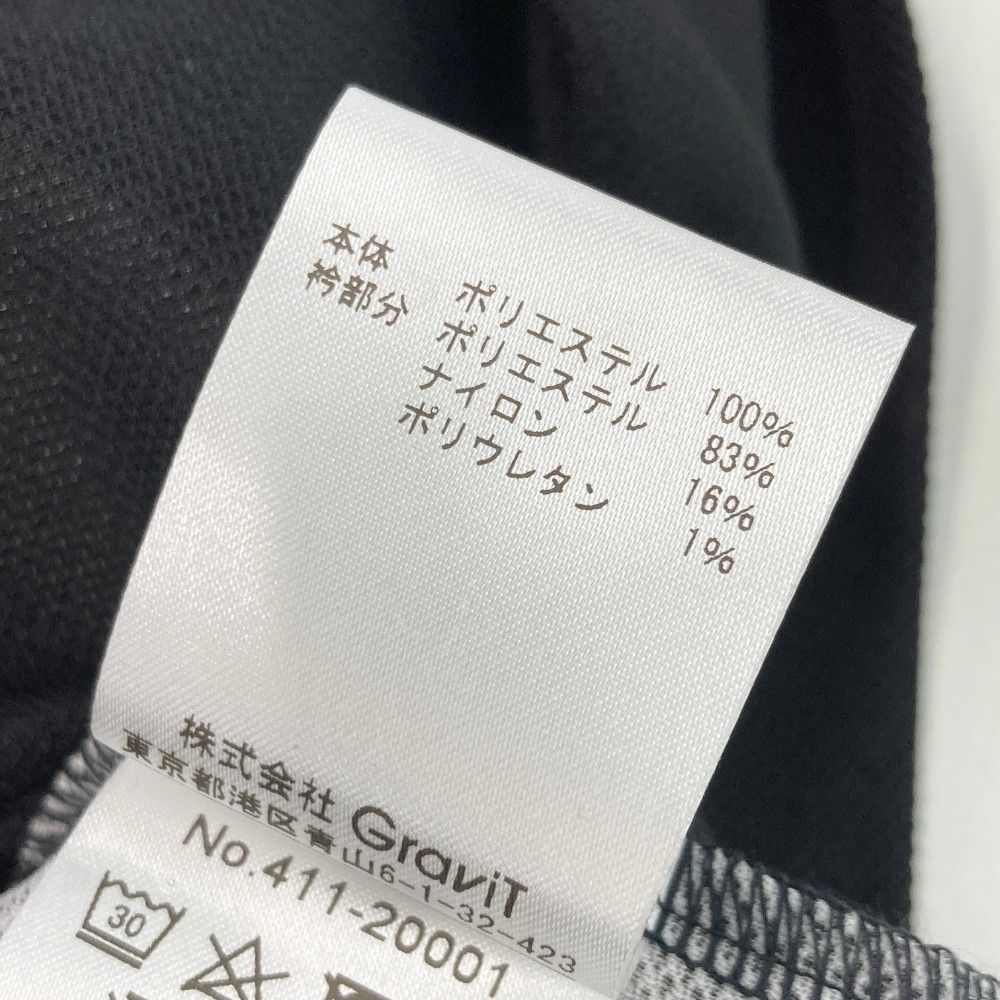 本体 ポリエステル 100%
衿部分 ポリエステル 83%
ナイロン 16%
ポリウレタン 1%
株式会社 GraviT
東京都港区青山6-1-32-423
No.411-20001
30